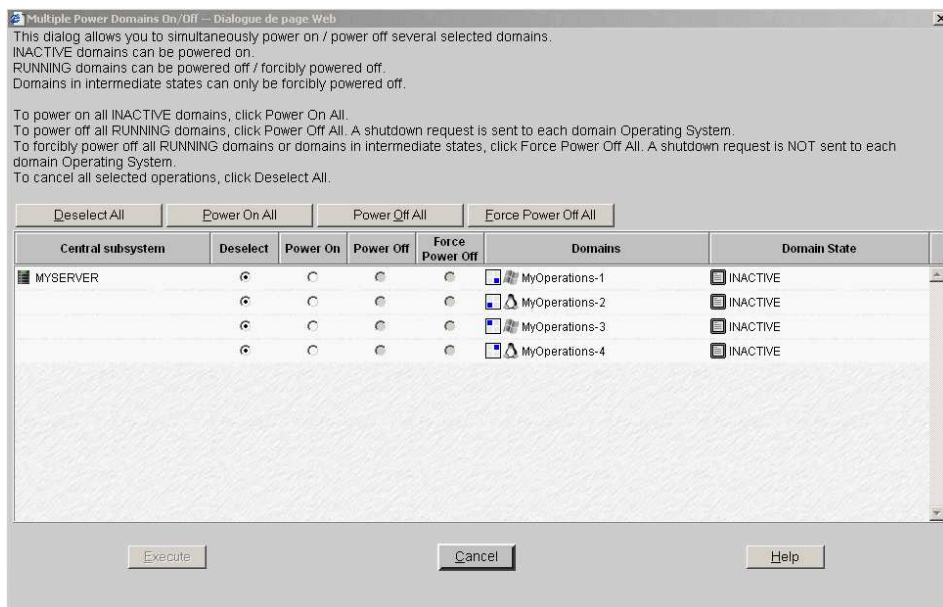 Multiple Power Domains On/Off -- Dialogue de page Web
This dialog allows you to simultaneously power on / power off several selected domains.
INACTIVE domains can be powered on.
RUNNING domains can be powered off / forcibly powered off.
Domains in intermediate states can only be forcibly powered off.
To power on all INACTIVE domains, click Power On All.
To power off all RUNNING domains, click Power Off All. A shutdown request is sent to each domain Operating System.
To forcibly power off all RUNNING domains or domains in intermediate states, click Force Power Off All. A shutdown request is NOT sent to each
domain Operating System.
To cancel all selected operations, click Deselect All.
Deselect All Power On All Power Off All Force Power Off All
Central subsystem Deselect Power On Power Off Force Power Off Domains Domain State
MYSERVER MyOperations-1 INACTIVE
MyOperations-2 INACTIVE
MyOperations-3 INACTIVE
MyOperations-4 INACTIVE
Execute Cancel Help